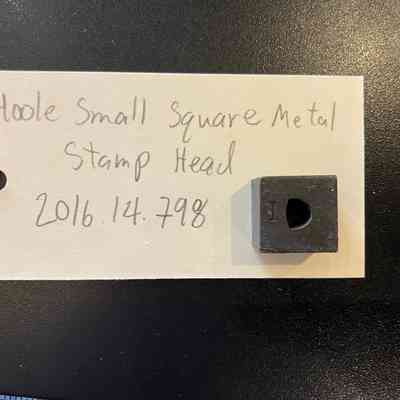 Hoole Small Square Metal
Stamp Head
2016.14.798
I